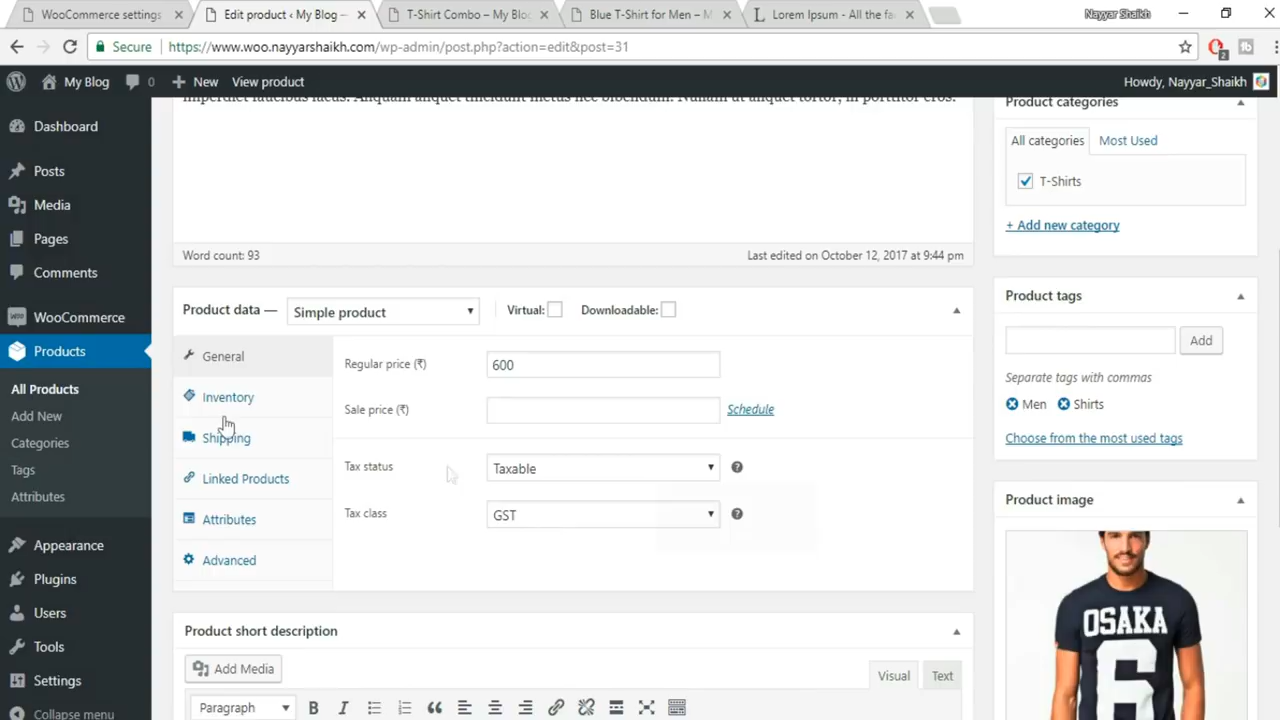 WooCommerce settings
Edit product ‹ My Blog —
T-Shirt Combo – My Blo
Blue T-Shirt for Men – M
Lorem Ipsum - All the fa
Nayyar Shaikh
Secure
https://www.woo.nayyarshaikh.com/wp-admin/post.php?action=edit&post=31
2
My Blog
0
New
View product
Howdy, Nayyar_Shaikh
imperdiet faucibus lacus. Aliquam aliquet tincidunt metus nec bibendum. Nullam ut aliquet tortor, in porttitor eros.
Word count: 93
Last edited on October 12, 2017 at 9:44 pm
Dashboard
Posts
Media
Pages
Comments
WooCommerce
Products
All Products
Add New
Categories
Tags
Attributes
Appearance
Plugins
Users
Tools
Settings
Collapse menu
Product data —
Simple product
Virtual:
Downloadable:
General
Inventory
Shipping
Linked Products
Attributes
Advanced
Regular price (₹)
600
Sale price (₹)
Schedule
Tax status
Taxable
Tax class
GST
Product short description
Add Media
Visual
Text
Paragraph
Product categories
All categories
Most Used
T-Shirts
+ Add new category
Product tags
Add
Separate tags with commas
Men
Shirts
Choose from the most used tags
Product image
OSAKA
6